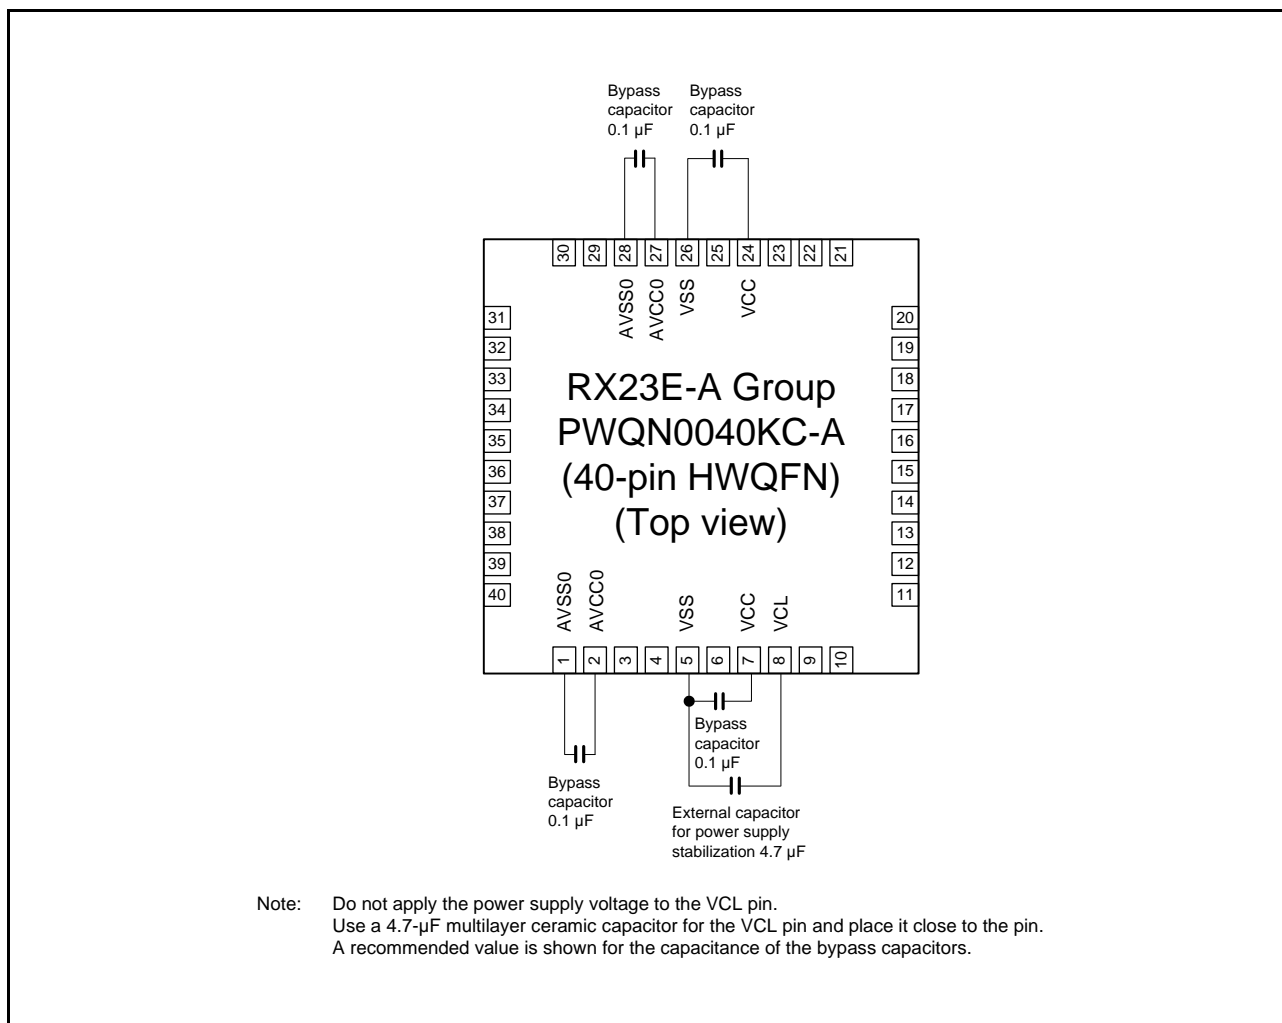 Bypass
capacitor
0.1 µF
Bypass
capacitor
0.1 µF
30
29
28
27
26
25
24
23
22
21
AVSS0
AVCC0
VSS
VCC
31
32
33
34
35
36
37
38
39
40
20
19
18
17
16
15
14
13
12
11
RX23E-A Group
PWQN0040KC-A
(40-pin HWQFN)
(Top view)
AVSS0
AVCC0
VSS
VCC
VCL
1
2
3
4
5
6
7
8
9
10
Bypass
capacitor
0.1 µF
Bypass
capacitor
0.1 µF
External capacitor
for power supply
stabilization 4.7 µF
Note: Do not apply the power supply voltage to the VCL pin.
Use a 4.7-µF multilayer ceramic capacitor for the VCL pin and place it close to the pin.
A recommended value is shown for the capacitance of the bypass capacitors.